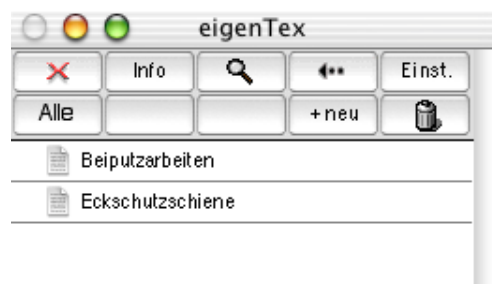 eigenTex
Info Einst.
Alle +neu
Beiputzarbeiten
Eckschutzschiene